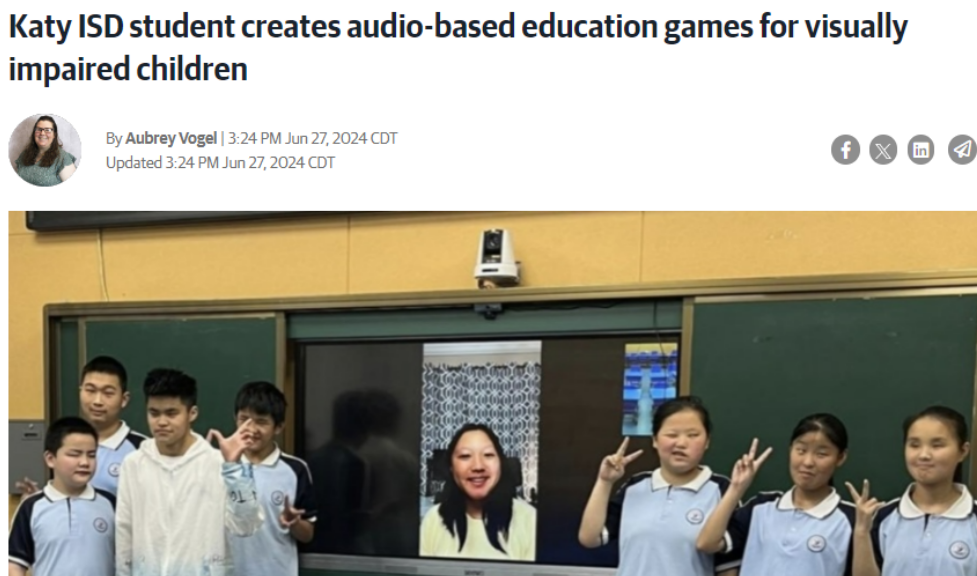 Katy ISD student creates audio-based education games for visually
impaired children
By Aubrey Vogel | 3:24 PM Jun 27, 2024 CDT
Updated 3:24 PM Jun 27, 2024 CDT